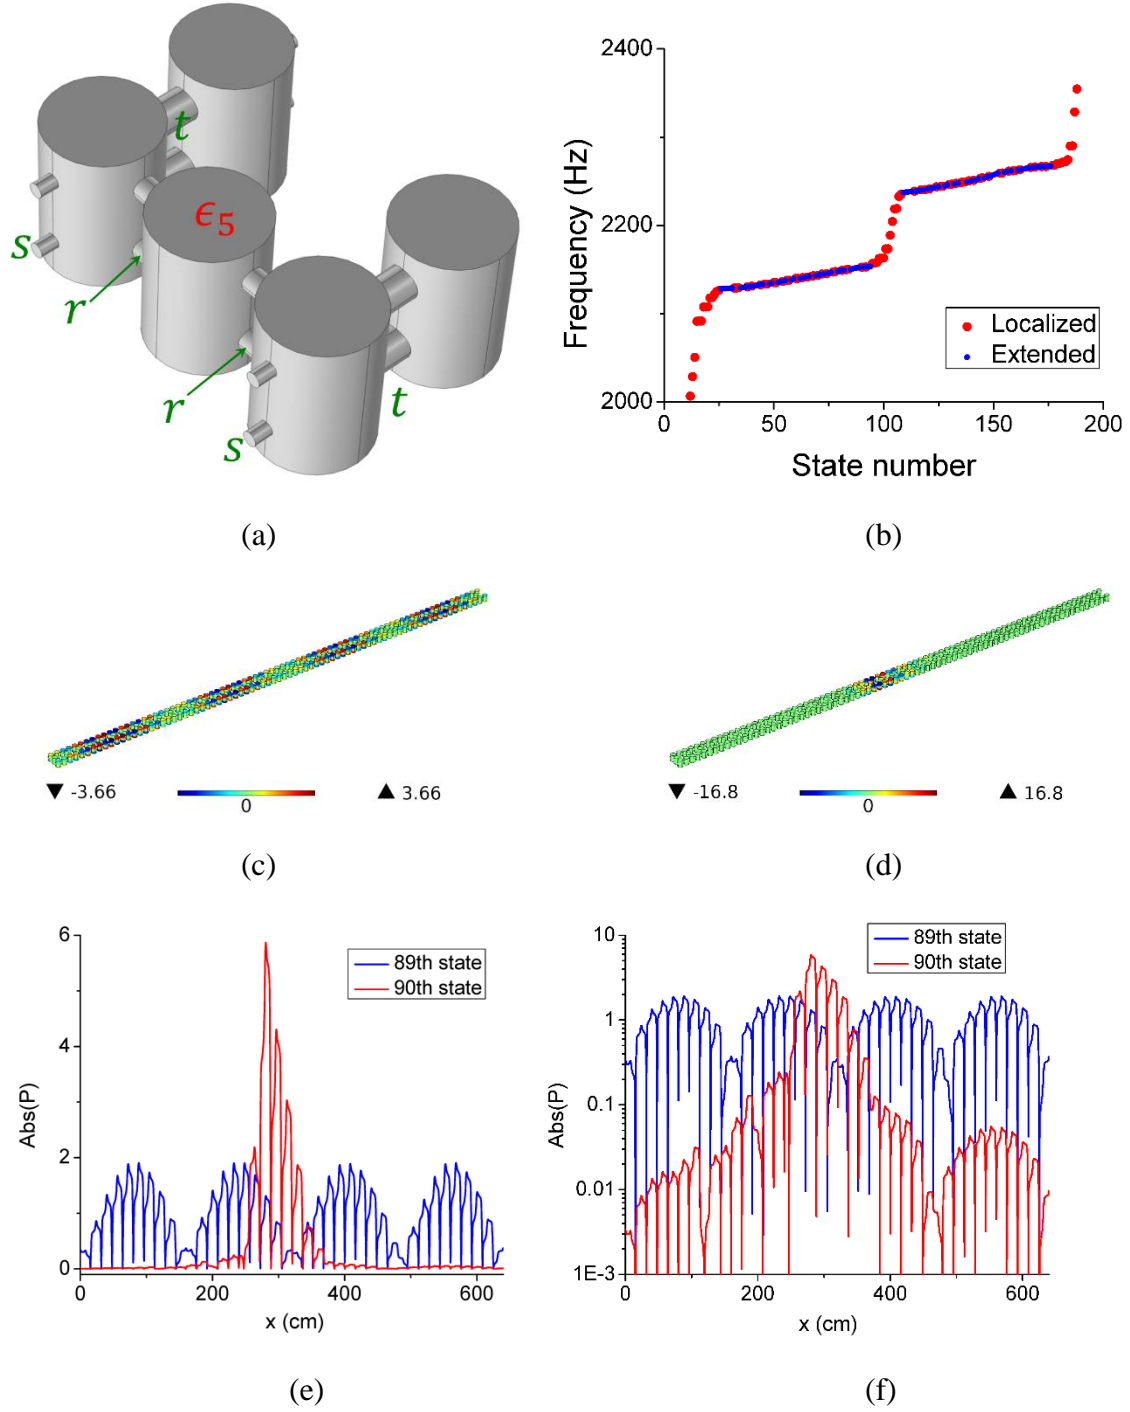 t
ϵ5
s
r
r
t
s
(a)
2400
2200
2000
0
50
100
150
200
Frequency (Hz)
State number
Localized
Extended
(b)
-3.66
0
3.66
(c)
-16.8
0
16.8
(d)
6
4
2
0
0
200
400
600
Abs(P)
x (cm)
89th state
90th state
(e)
10
1
0.1
0.01
1E-3
0
200
400
600
Abs(P)
x (cm)
89th state
90th state
(f)